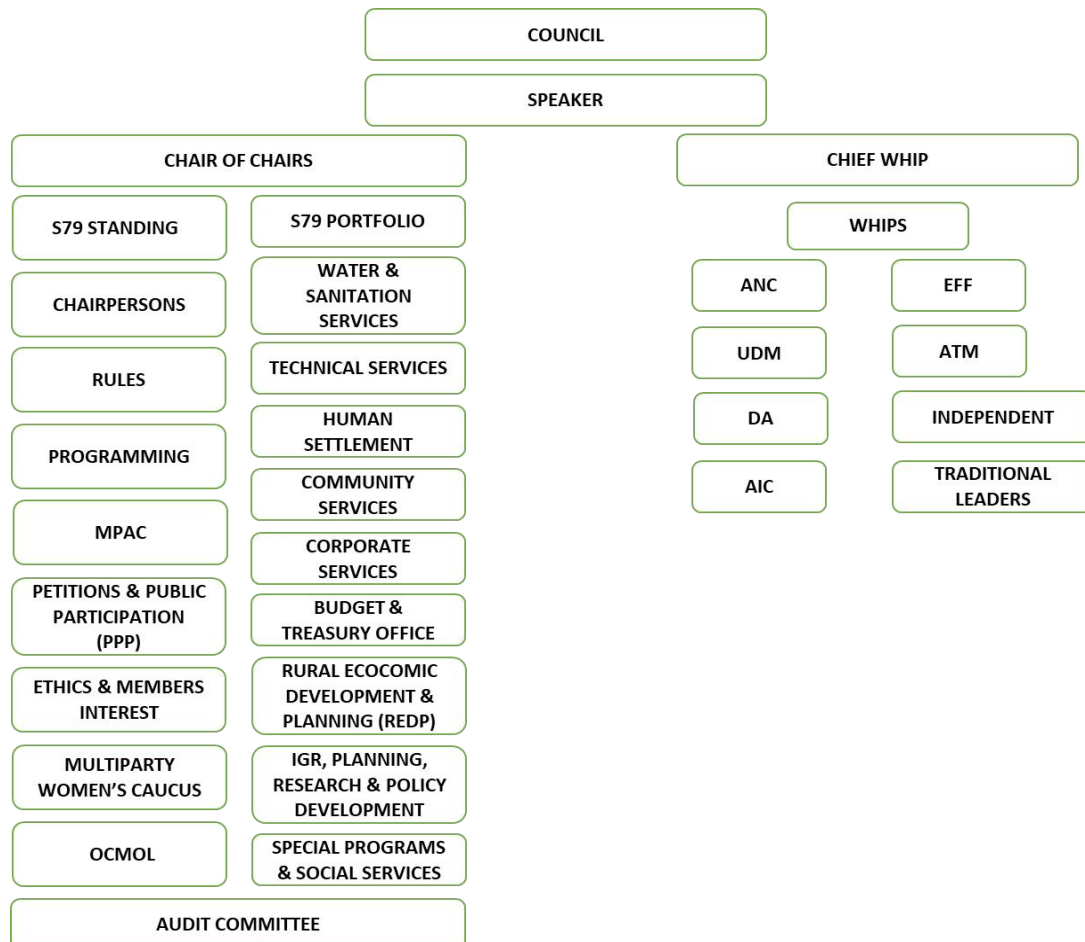 COUNCIL
SPEAKER
CHAIR OF CHAIRS
S79 STANDING
CHAIRPERSONS
RULES
PROGRAMMING
MPAC
PETITIONS & PUBLIC
PARTICIPATION
(PPP)
ETHICS & MEMBERS
INTEREST
MULTIPARTY
WOMEN'S CAUCUS
OCMOL
S79 PORTFOLIO
WATER &
SANITATION
SERVICES
TECHNICAL SERVICES
HUMAN
SETTLEMENT
COMMUNITY
SERVICES
CORPORATE
SERVICES
BUDGET &
TREASURY OFFICE
RURAL ECOCOMIC
DEVELOPMENT &
PLANNING (REDP)
IGR, PLANNING,
RESEARCH & POLICY
DEVELOPMENT
SPECIAL PROGRAMS
& SOCIAL SERVICES
AUDIT COMMITTEE
CHIEF WHIP
WHIPS
ANC
UDM
DA
AIC
EFF
ATM
INDEPENDENT
TRADITIONAL
LEADERS